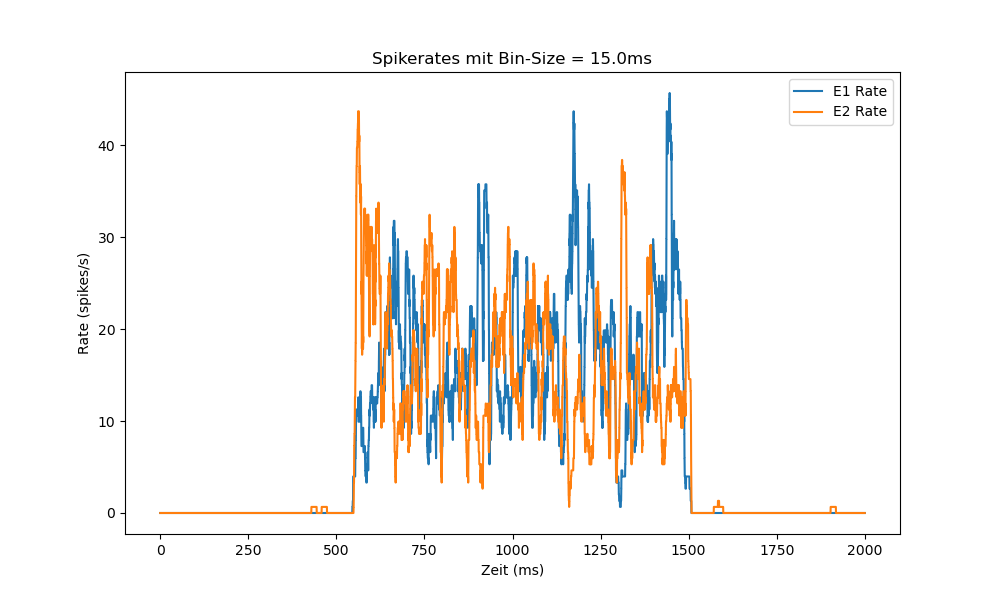 Spikerates mit Bin-Size = 15.0ms
E1 Rate
E2 Rate
40
30
20
10
0
Rate (spikes/s)
0 250 500 750 1000 1250 1500 1750 2000
Zeit (ms)